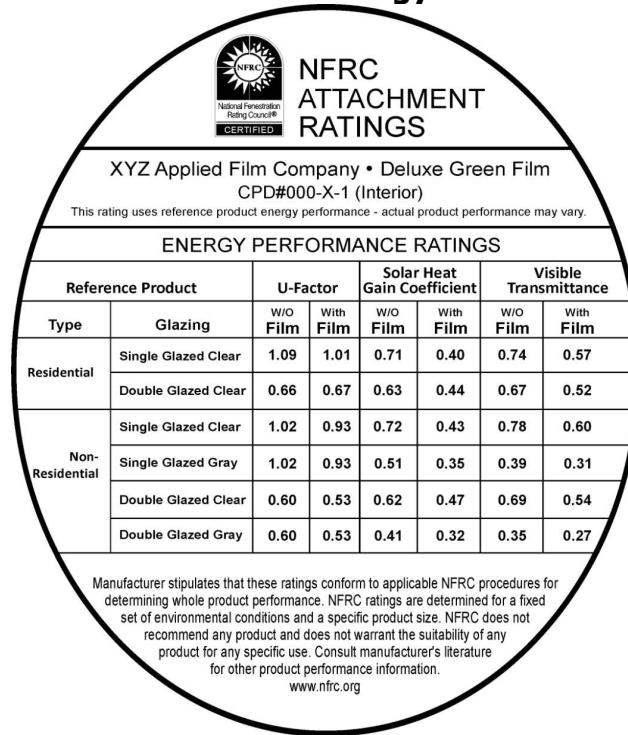 NFRC
National Fenestration
Rating Council®
CERTIFIED
NFRC
ATTACHMENT
RATINGS
XYZ Applied Film Company • Deluxe Green Film
CPD#000-X-1 (Interior)
This rating uses reference product energy performance - actual product performance may vary.
ENERGY PERFORMANCE RATINGS
Reference Product U-Factor Solar Heat Gain Coefficient Visible Transmittance
Type Glazing W/O Film With Film W/O Film With Film W/O Film With Film
Residential Single Glazed Clear 1.09 1.01 0.71 0.40 0.74 0.57
Double Glazed Clear 0.66 0.67 0.63 0.44 0.67 0.52
Non-Residential Single Glazed Clear 1.02 0.93 0.72 0.43 0.78 0.60
Single Glazed Gray 1.02 0.93 0.51 0.35 0.39 0.31
Double Glazed Clear 0.60 0.53 0.62 0.47 0.69 0.54
Double Glazed Gray 0.60 0.53 0.41 0.32 0.35 0.27
Manufacturer stipulates that these ratings conform to applicable NFRC procedures for
determining whole product performance. NFRC ratings are determined for a fixed
set of environmental conditions and a specific product size. NFRC does not
recommend any product and does not warrant the suitability of any
product for any specific use. Consult manufacturer's literature
for other product performance information.
www.nfrc.org